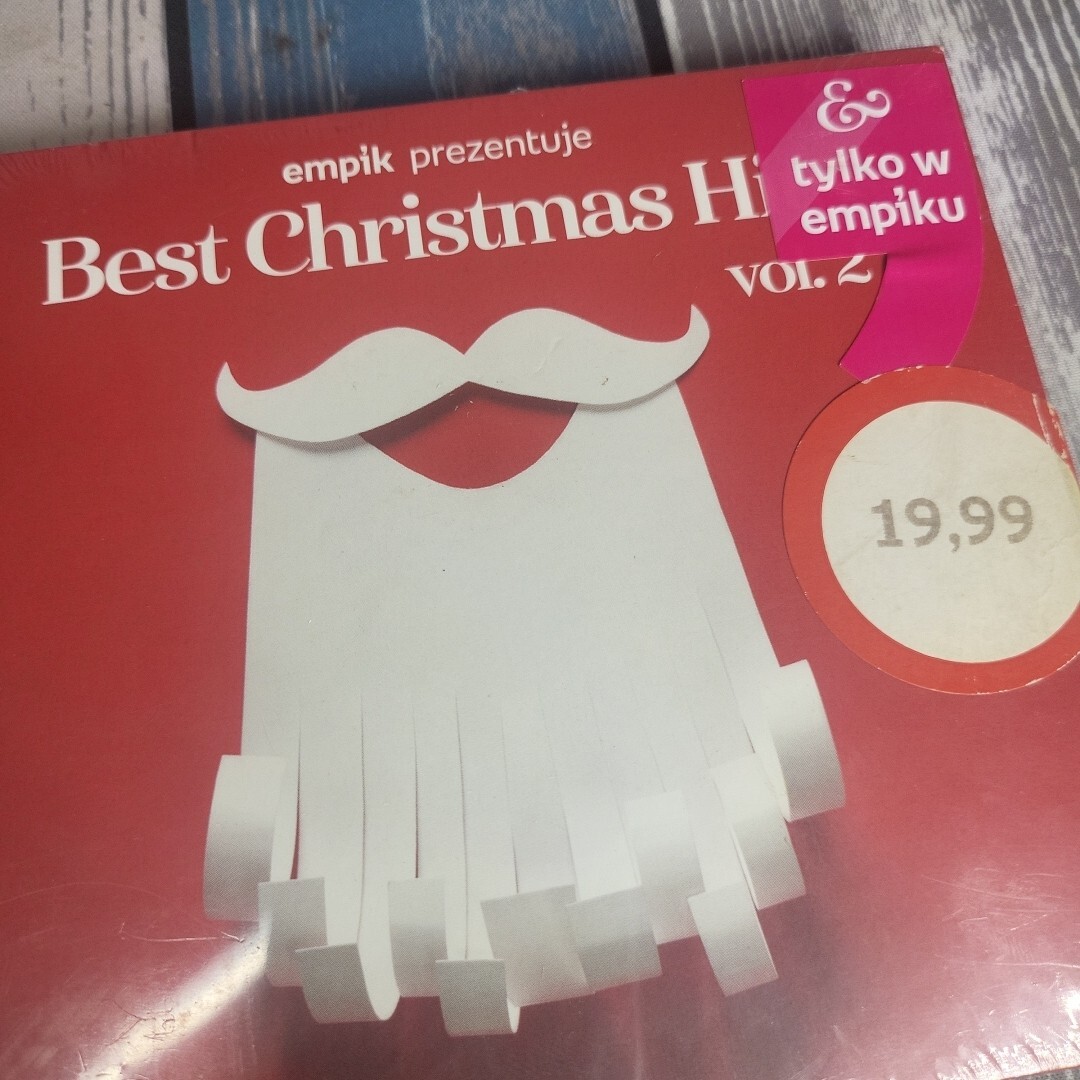 empik prezentuje
Best Christmas Hi
vol. 2
&
tylko w
empiku
19,99